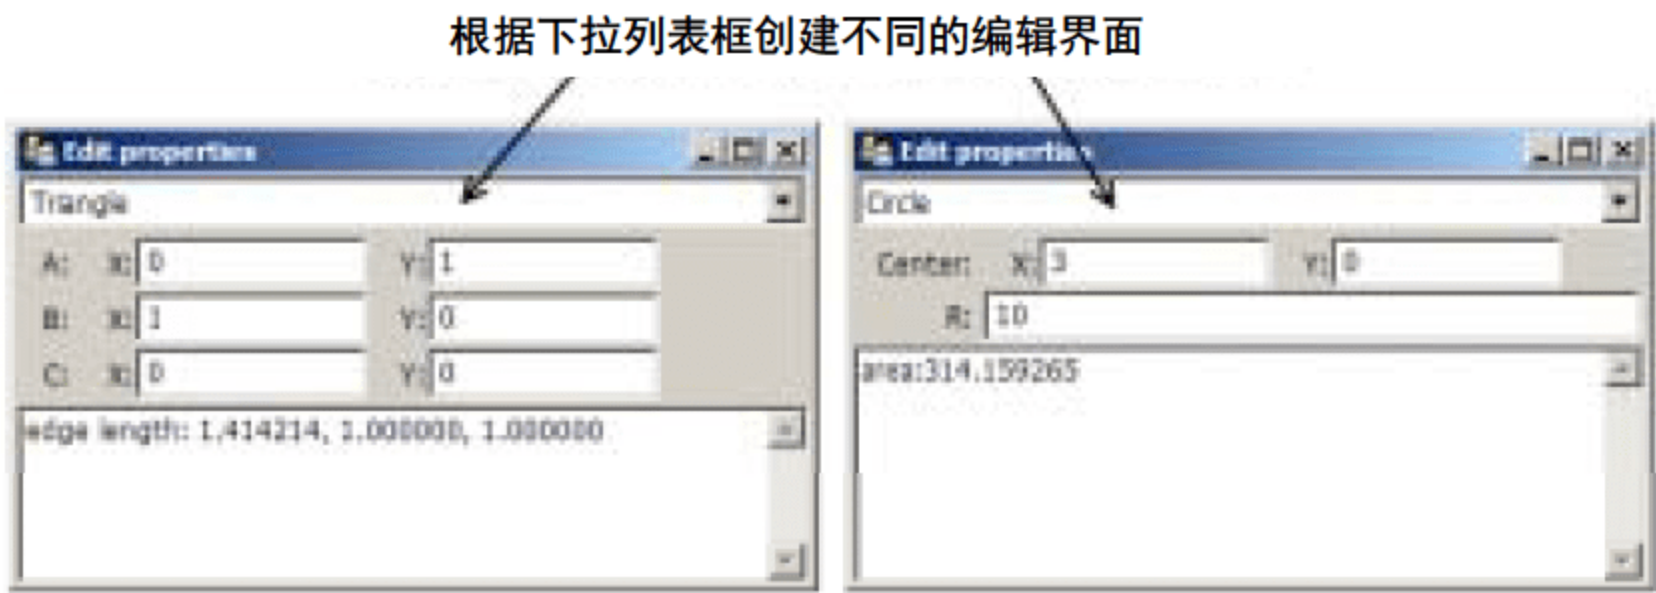 根据下拉列表框创建不同的编辑界面
Edit properties
Triangle
A: X: 0 Y: 1
B: X: 1 Y: 0
C: X: 0 Y: 0
edge length: 1.414214, 1.000000, 1.000000
Edit properties
Circle
Center: X: 3 Y: 0
R: 10
area:314.159265